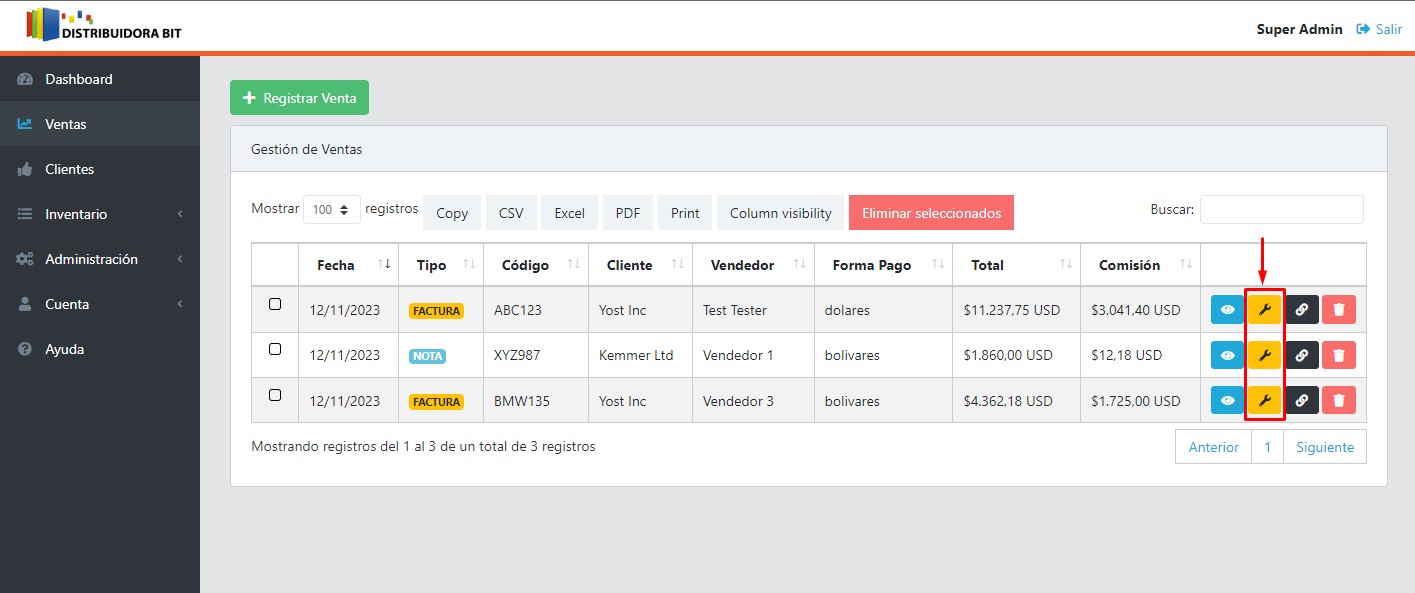 DISTRIBUIDORA BIT
Super Admin Salir
Dashboard
Ventas
Clientes
Inventario
Administración
Cuenta
Ayuda
Registrar Venta
Gestión de Ventas
Mostrar 100 registros Copy CSV Excel PDF Print Column visibility Eliminar seleccionados Buscar:
Fecha Tipo Código Cliente Vendedor Forma Pago Total Comisión
12/11/2023 FACTURA ABC123 Yost Inc Test Tester dolares $11.237,75 USD $3.041,40 USD
12/11/2023 NOTA XYZ987 Kemmer Ltd Vendedor 1 bolivares $1.860,00 USD $12,18 USD
12/11/2023 FACTURA BMW135 Yost Inc Vendedor 3 bolivares $4.362,18 USD $1.725,00 USD
Mostrando registros del 1 al 3 de un total de 3 registros
Anterior 1 Siguiente